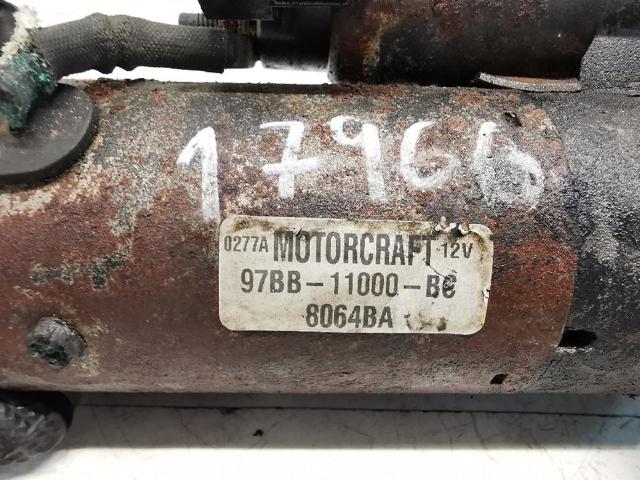 17966
0277A MOTORCRAFT 12V
97BB-11000-BC
8064BA